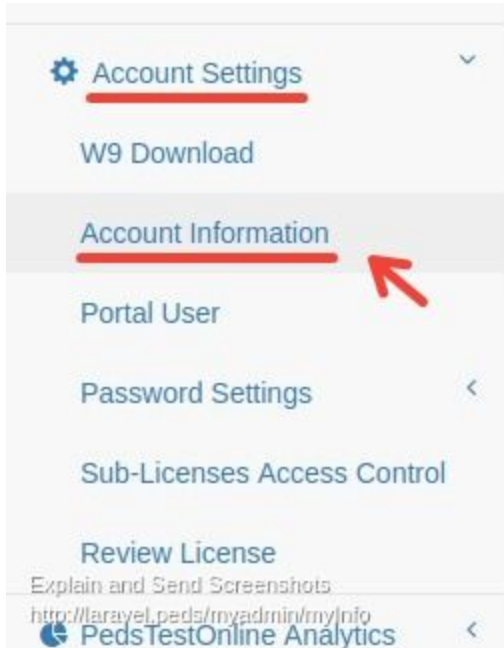 Account Settings
W9 Download
Account Information
Portal User
Password Settings
Sub-Licenses Access Control
Review License
Explain and Send Screenshots
http://laravel.peds/myadmin/myInfo
PedsTestOnline Analytics